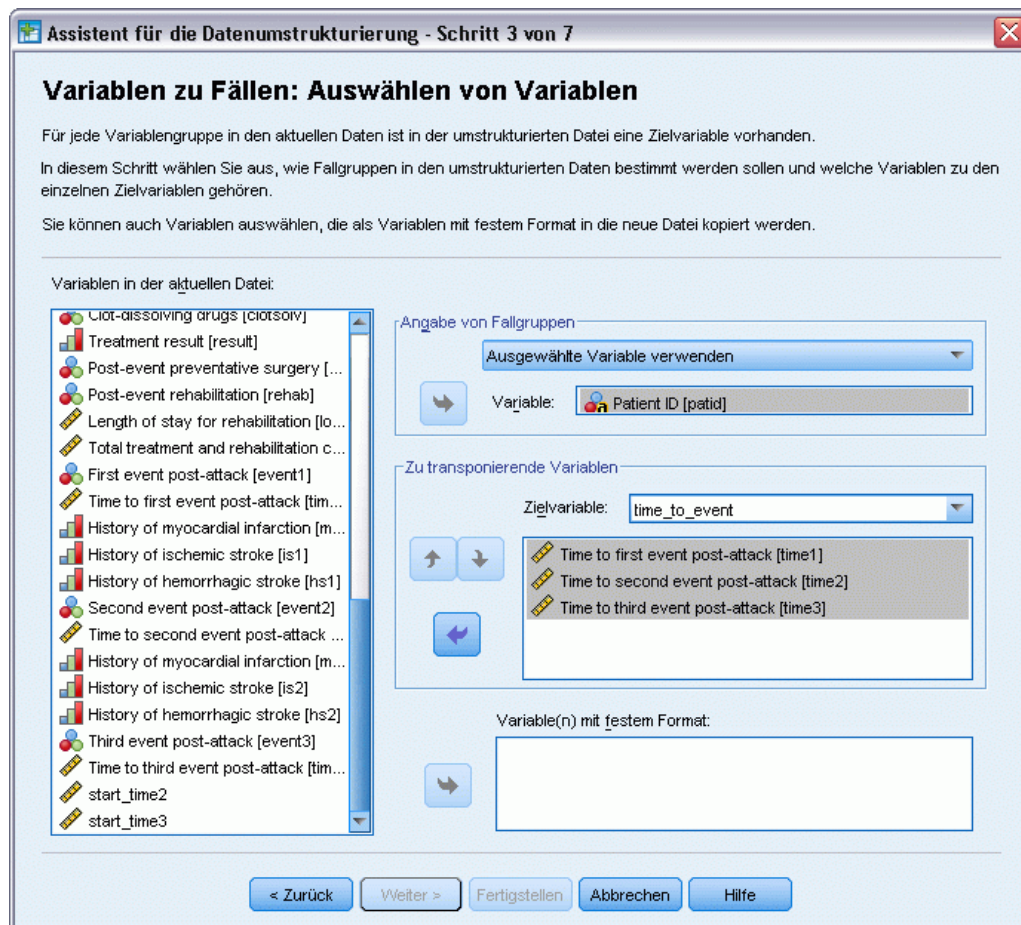 Assistent für die Datenumstrukturierung - Schritt 3 von 7
Variablen zu Fällen: Auswählen von Variablen
Für jede Variablengruppe in den aktuellen Daten ist in der umstrukturierten Datei eine Zielvariable vorhanden.
In diesem Schritt wählen Sie aus, wie Fallgruppen in den umstrukturierten Daten bestimmt werden sollen und welche Variablen zu den
einzelnen Zielvariablen gehören.
Sie können auch Variablen auswählen, die als Variablen mit festem Format in die neue Datei kopiert werden.
Variablen in der aktuellen Datei:
Clot-dissolving drugs [clotsolv]
Treatment result [result]
Post-event preventative surgery [...
Post-event rehabilitation [rehab]
Length of stay for rehabilitation [lo...
Total treatment and rehabilitation c...
First event post-attack [event1]
Time to first event post-attack [tim...
History of myocardial infarction [m...
History of ischemic stroke [is1]
History of hemorrhagic stroke [hs1]
Second event post-attack [event2]
Time to second event post-attack ...
History of myocardial infarction [m...
History of ischemic stroke [is2]
History of hemorrhagic stroke [hs2]
Third event post-attack [event3]
Time to third event post-attack [tim...
start_time2
start_time3
Angabe von Fallgruppen
Ausgewählte Variable verwenden
Variable: Patient ID [patid]
Zu transponierende Variablen
Zielvariable: time_to_event
Time to first event post-attack [time1]
Time to second event post-attack [time2]
Time to third event post-attack [time3]
Variable(n) mit festem Format:
< Zurück Weiter > Fertigstellen Abbrechen Hilfe